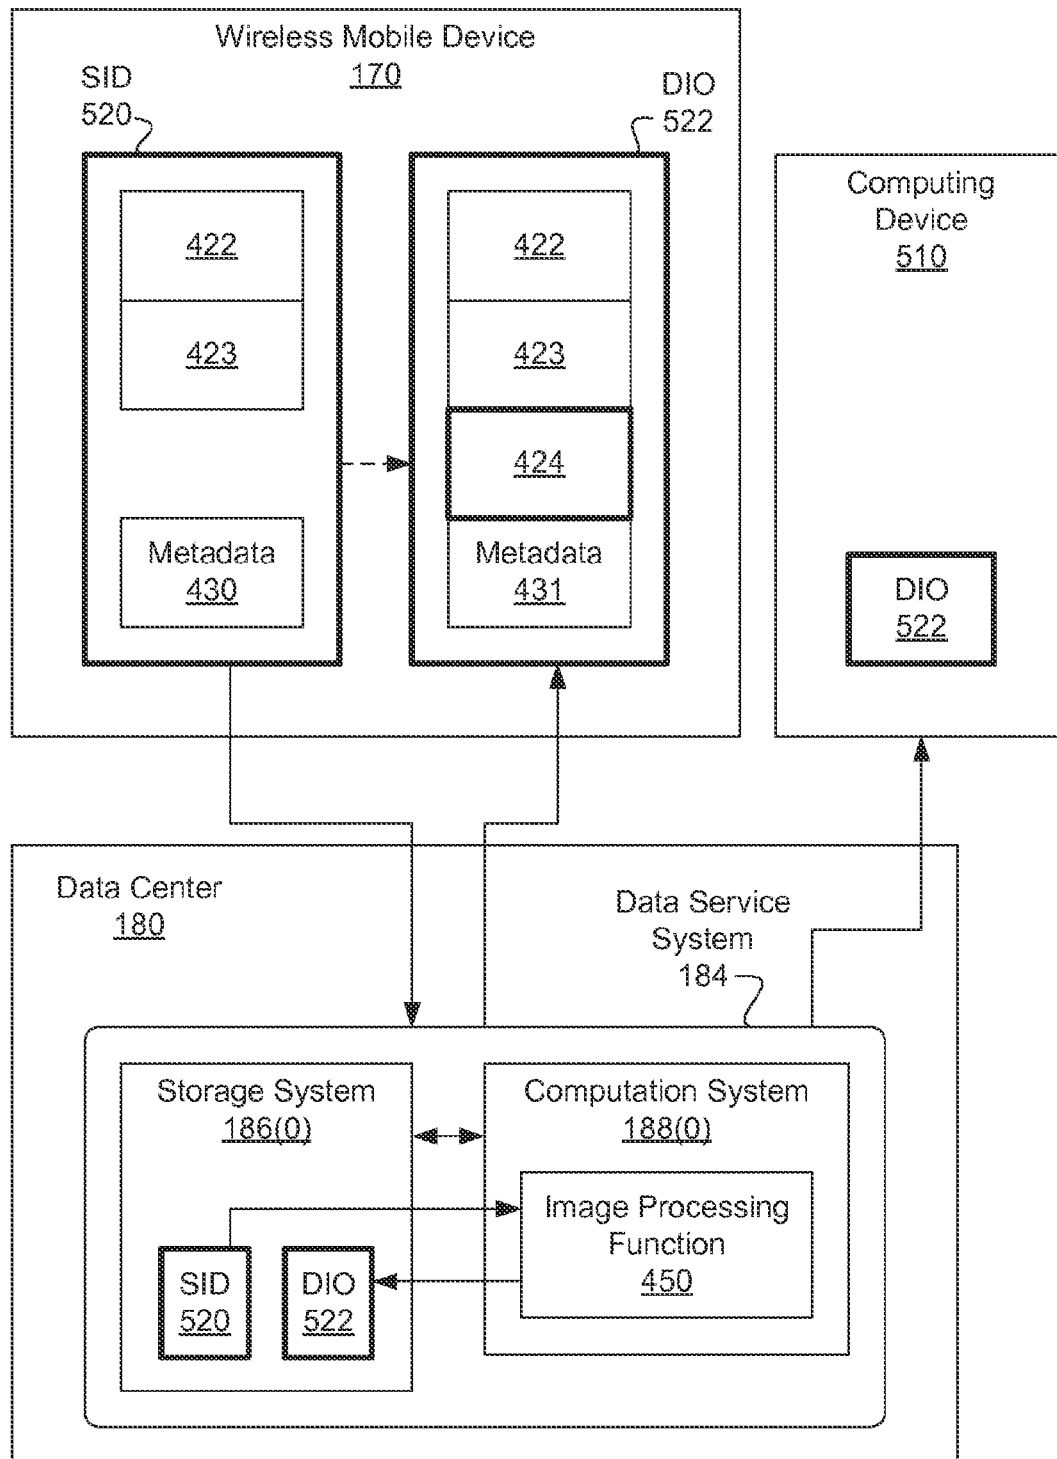 Wireless Mobile Device
170
SID
520
DIO
522
422
423
Metadata
430
422
423
424
Metadata
431
Computing
Device
510
DIO
522
Data Center
180
Data Service
System
184
Storage System
186(0)
Computation System
188(0)
Image Processing
Function
450
SID
520
DIO
522